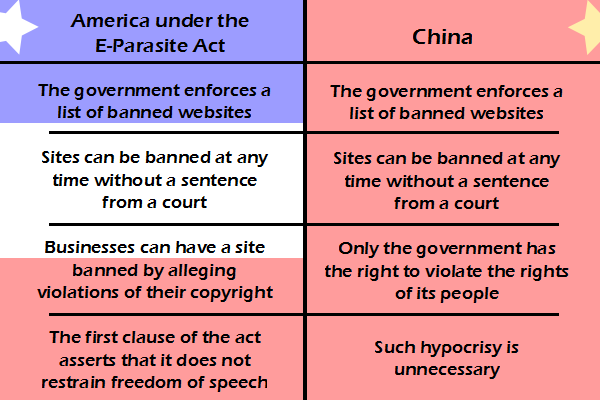 America under the
E-Parasite Act
China
The government enforces a
list of banned websites
The government enforces a
list of banned websites
Sites can be banned at any
time without a sentence
from a court
Sites can be banned at any
time without a sentence
from a court
Businesses can have a site
banned by alleging
violations of their copyright
Only the government has
the right to violate the rights
of its people
The first clause of the act
asserts that it does not
restrain freedom of speech
Such hypocrisy is
unnecessary